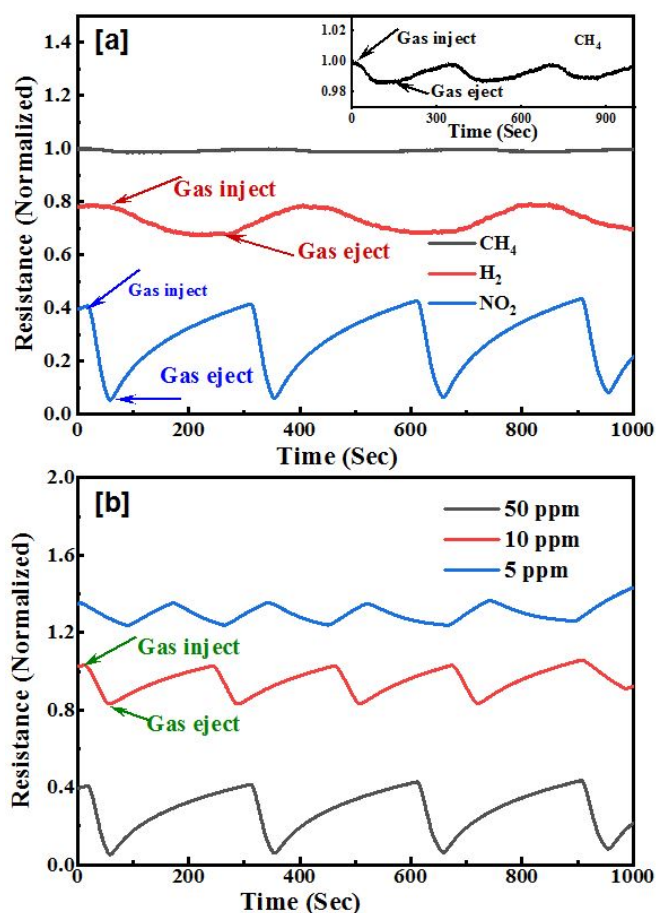 [a]
Gas inject
CH₄
Gas eject
1.02
1.00
0.98
0
300
600
900
Time (Sec)
1.4
1.2
1.0
0.8
0.6
0.4
0.2
0.0
Resistance (Normalized)
Gas inject
Gas eject
CH₄
H₂
NO₂
Gas inject
Gas eject
0
200
400
600
800
1000
Time (Sec)
[b]
50 ppm
10 ppm
5 ppm
2.0
1.6
1.2
0.8
0.4
0.0
Resistance (Normalized)
Gas inject
Gas eject
0
200
400
600
800
1000
Time (Sec)